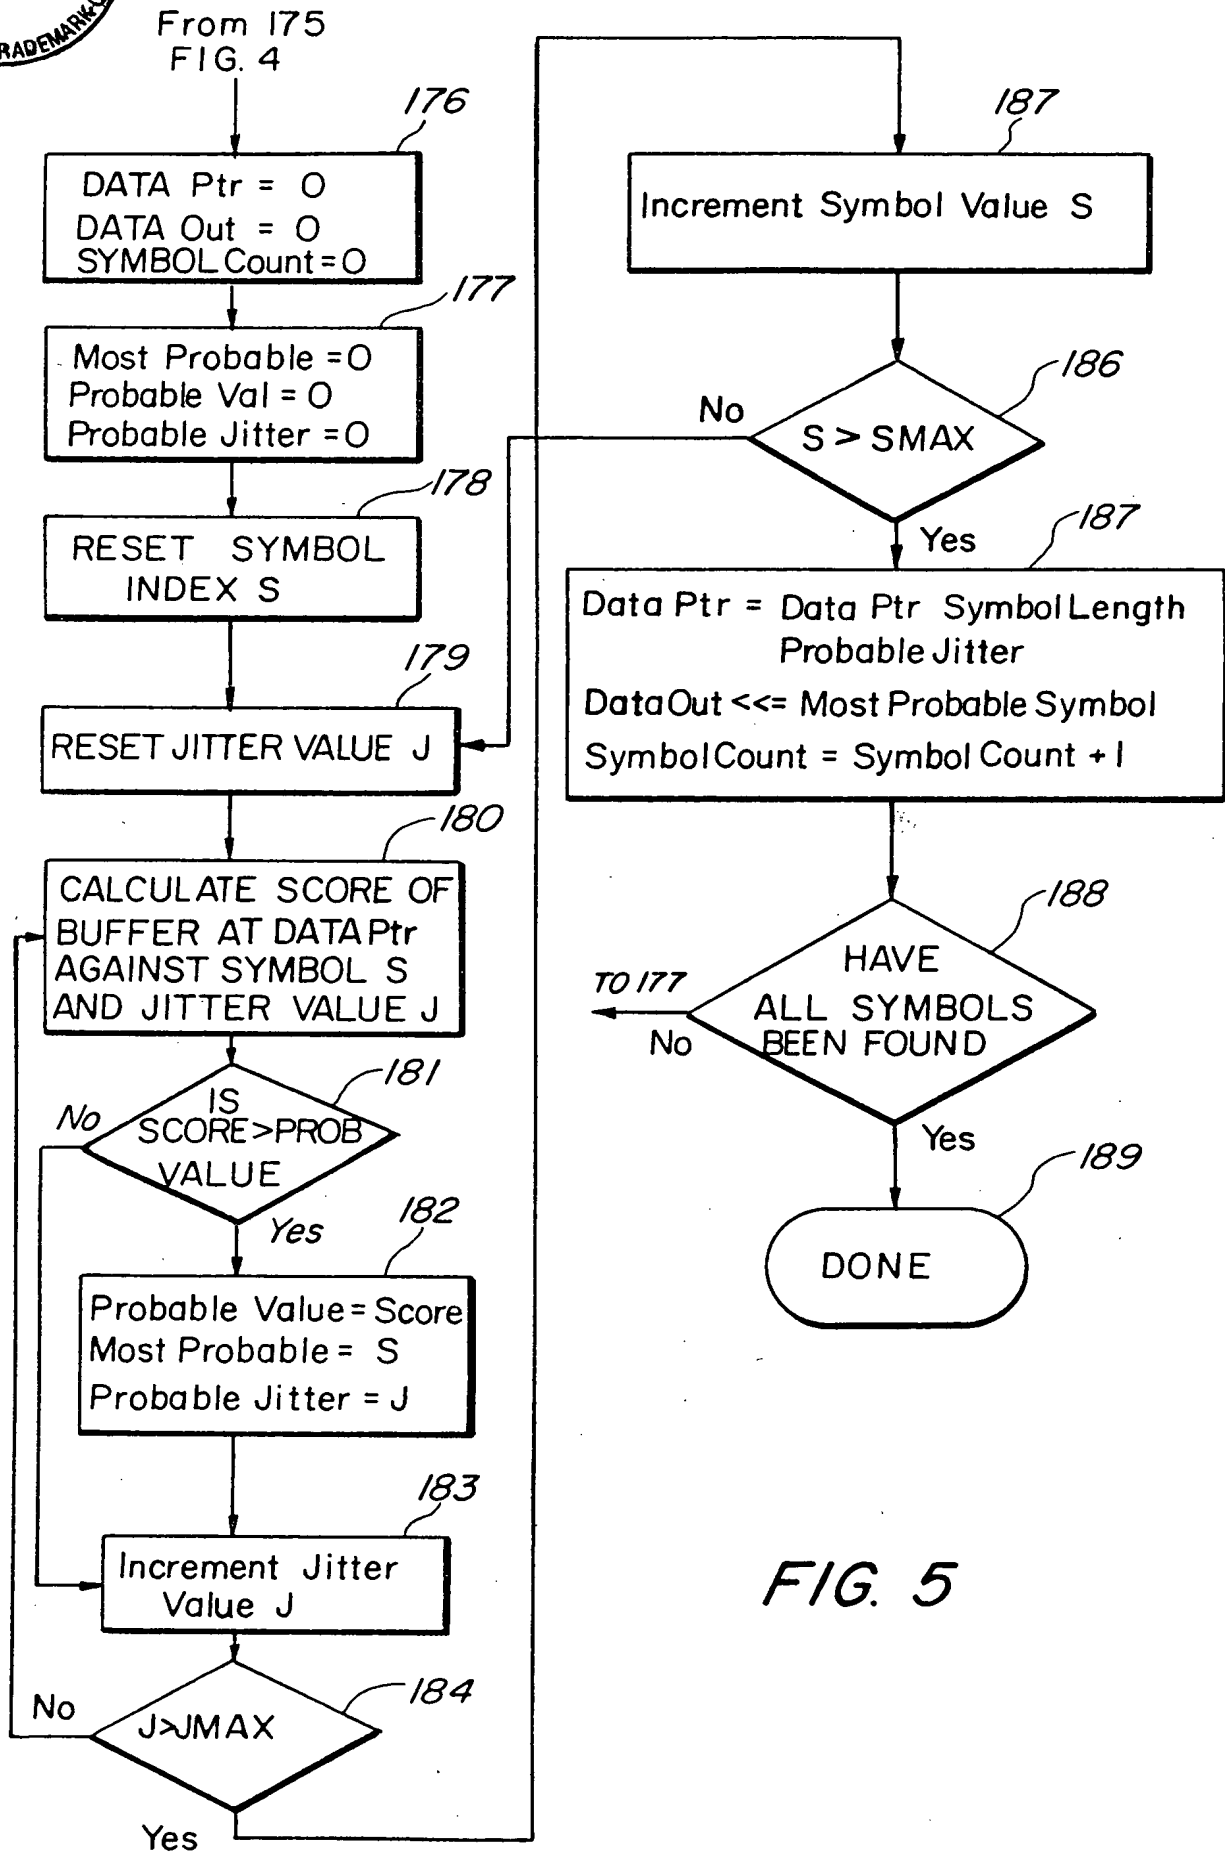 TRADEMARK
From 175
FIG. 4
176
DATA Ptr = 0
DATA Out = 0
SYMBOL Count = 0
177
Most Probable = 0
Probable Val = 0
Probable Jitter = 0
178
RESET SYMBOL
INDEX S
179
RESET JITTER VALUE J
180
CALCULATE SCORE OF
BUFFER AT DATA Ptr
AGAINST SYMBOL S
AND JITTER VALUE J
181
No
IS
SCORE>PROB
VALUE
Yes
182
Probable Value = Score
Most Probable = S
Probable Jitter = J
183
Increment Jitter
Value J
184
No
J>JMAX
Yes
187
Increment Symbol Value S
186
No
S > SMAX
Yes
187
Data Ptr = Data Ptr Symbol Length
Probable Jitter
Data Out <<= Most Probable Symbol
Symbol Count = Symbol Count + 1
188
TO 177
No
HAVE
ALL SYMBOLS
BEEN FOUND
Yes
189
DONE
FIG. 5